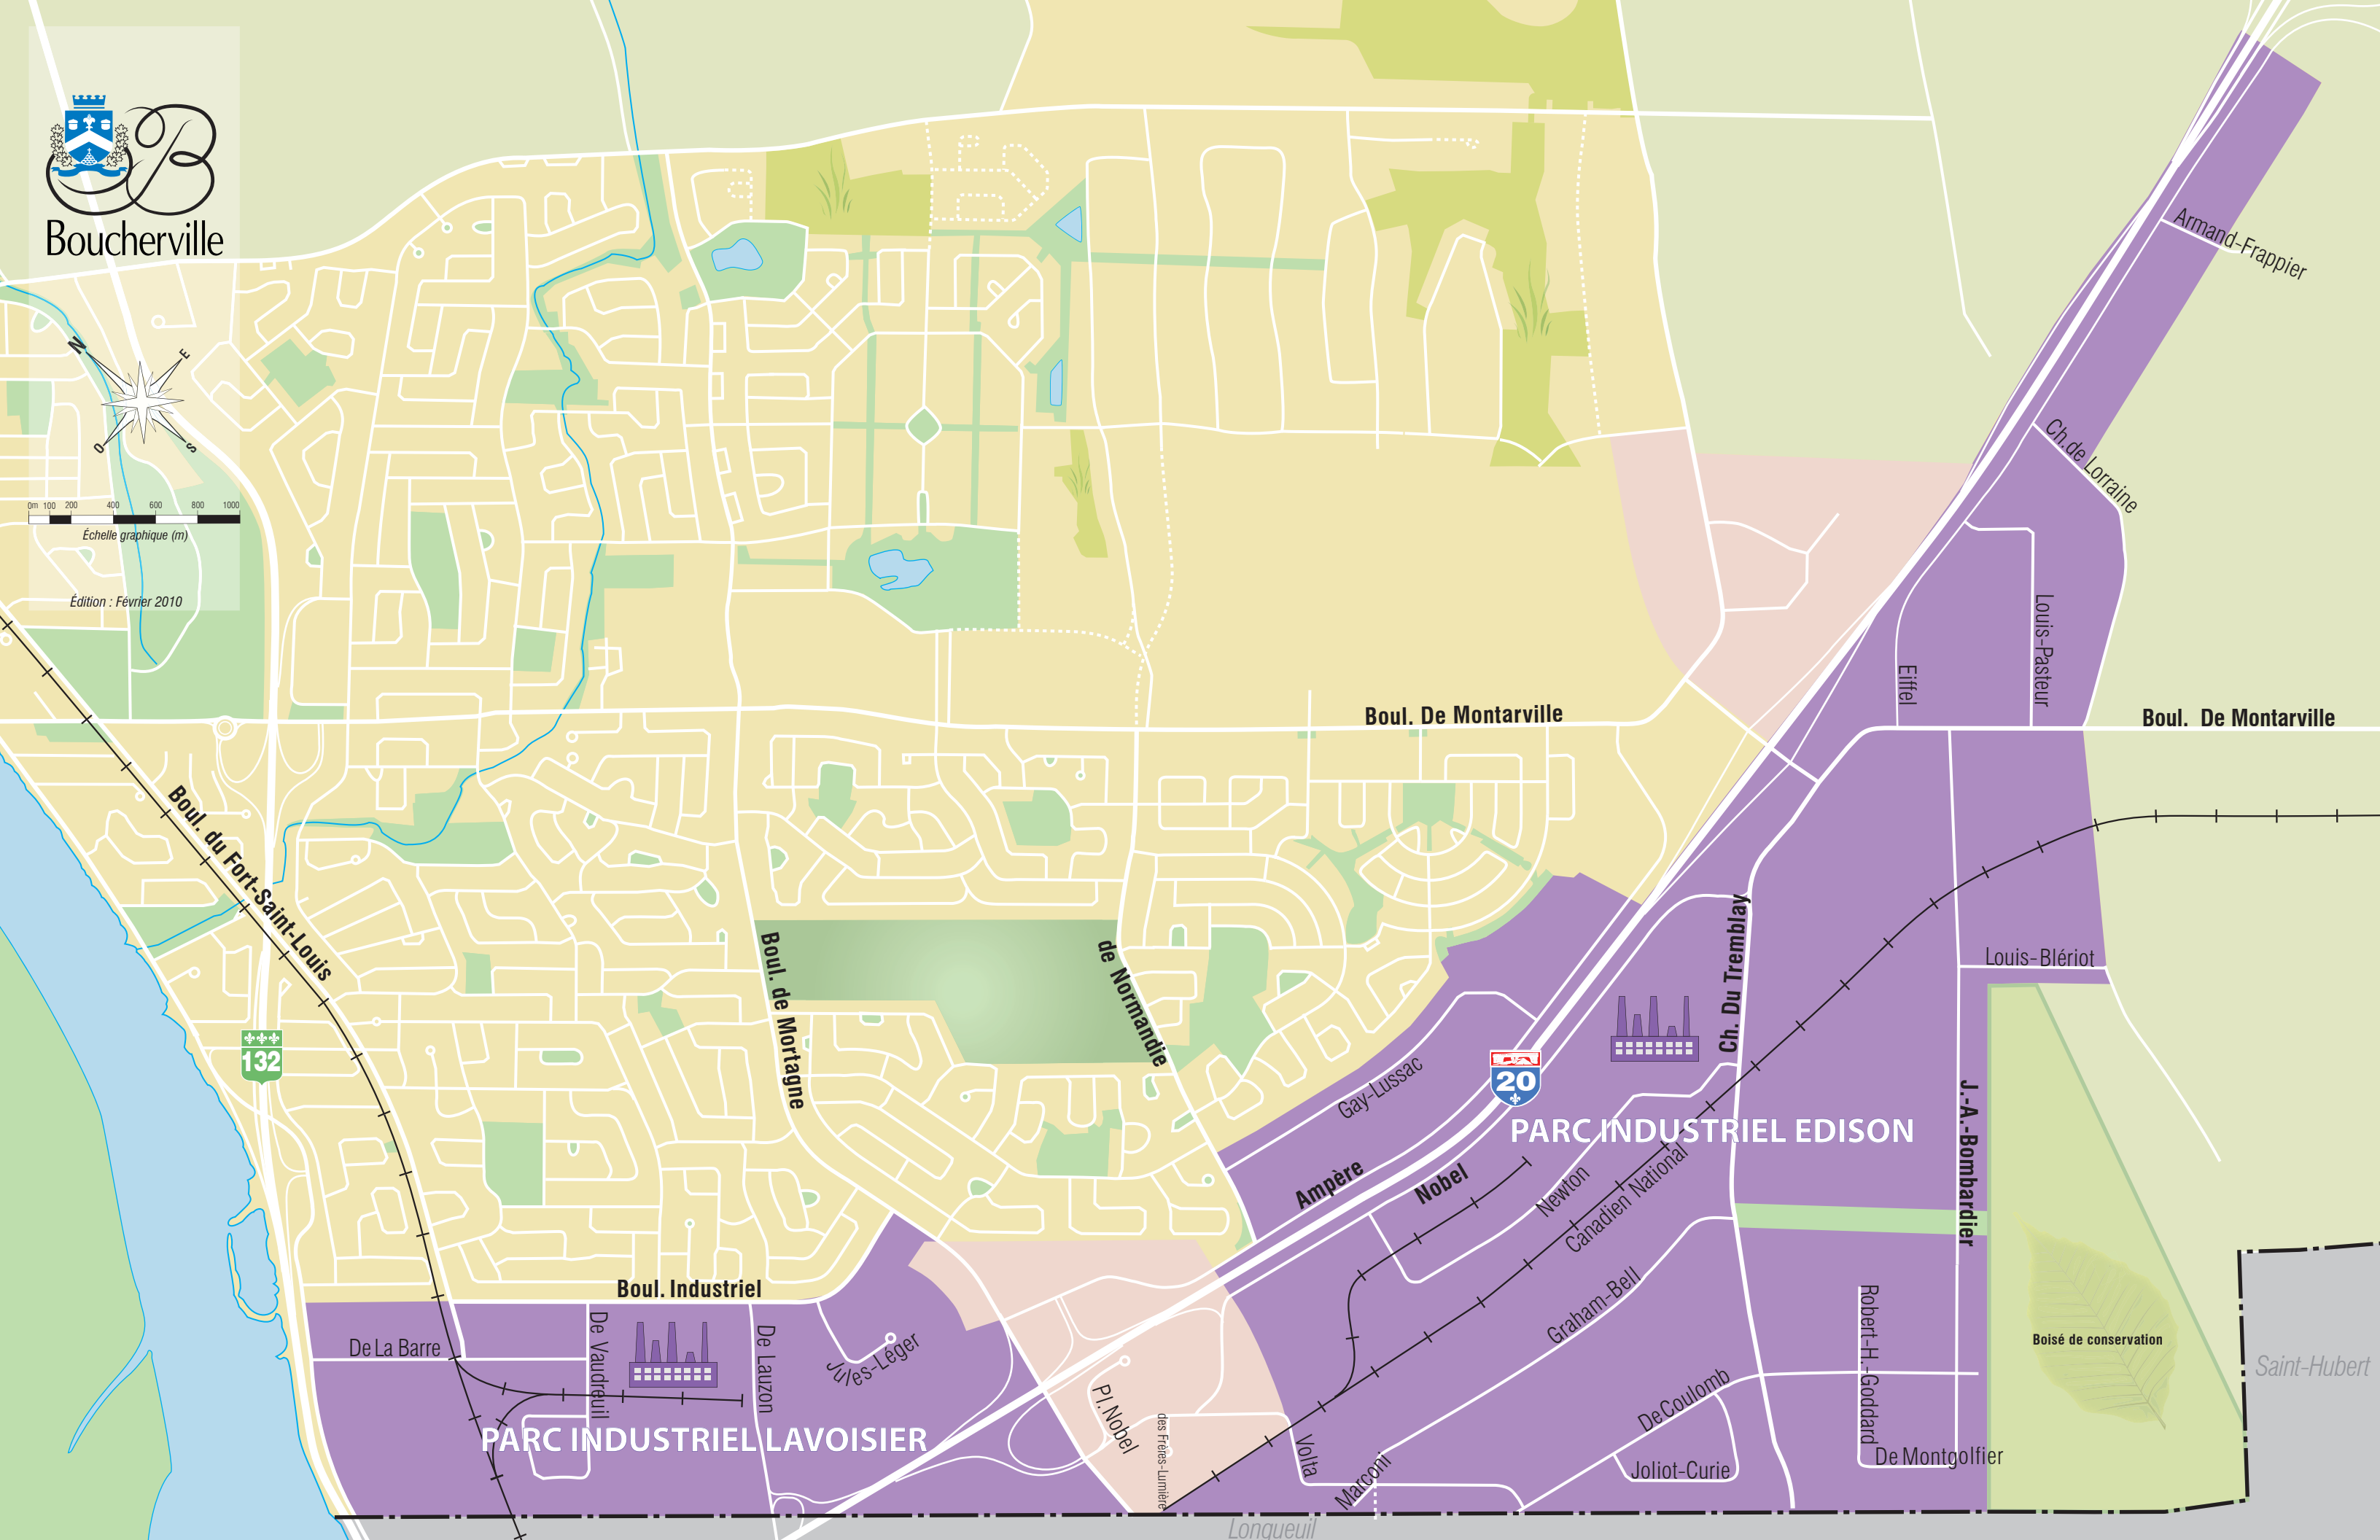 Boucherville
N
E
O
S
0m 100 200 400 600 800 1000
Échelle graphique (m)
Édition : Février 2010
Armand-Frappier
Ch. de Lorraine
Louis-Pasteur
Eiffel
Boul. De Montarville
Boul. De Montarville
Boul. du Fort-Saint-Louis
Ch. Du Tremblay
Boul. de Mortagne
de Normandie
Louis-Blériot
132
20
Gay-Lussac
J.-A.-Bombardier
PARC INDUSTRIEL EDISON
Ampère
Nobel
Newton
Canadien National
Boul. Industriel
Graham-Bell
Robert-H.-Goddard
Boisé de conservation
De La Barre
De Vaudreuil
De Lauzon
Jules-Léger
Saint-Hubert
Pl. Nobel
des Frères-Lumière
De Coulomb
PARC INDUSTRIEL LAVOISIER
Volta
Marconi
Joliot-Curie
De Montgolfier
Longueuil